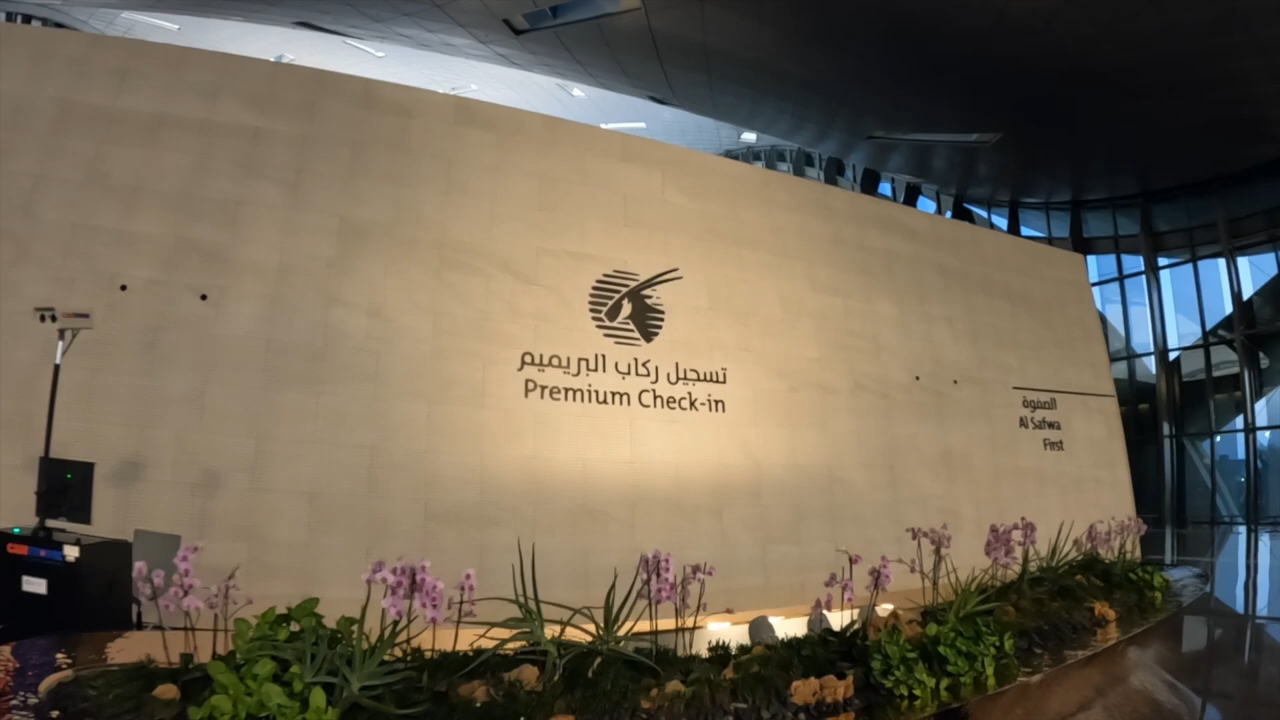 تسجيل ركاب البريميم
Premium Check-in
الصفوة
Al Safwa
First